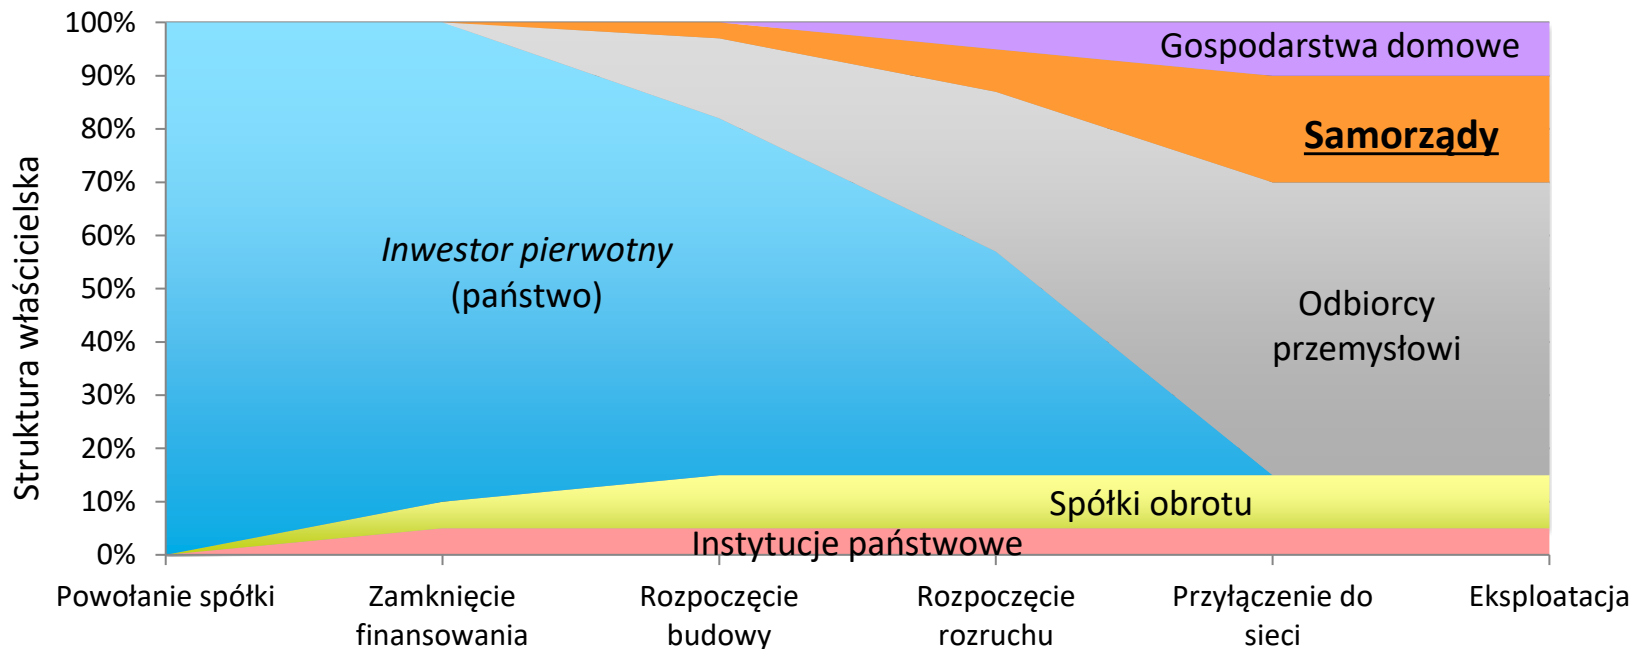 100%
90%
80%
70%
60%
50%
40%
30%
20%
10%
0%
Struktura właścicielska
Gospodarstwa domowe
Samorządy
Inwestor pierwotny
(państwo)
Odbiorcy
przemysłowi
Spółki obrotu
Instytucje państwowe
Powołanie spółki
Zamknięcie
finansowania
Rozpoczęcie
budowy
Rozpoczęcie
rozruchu
Przyłączenie do
sieci
Eksploatacja